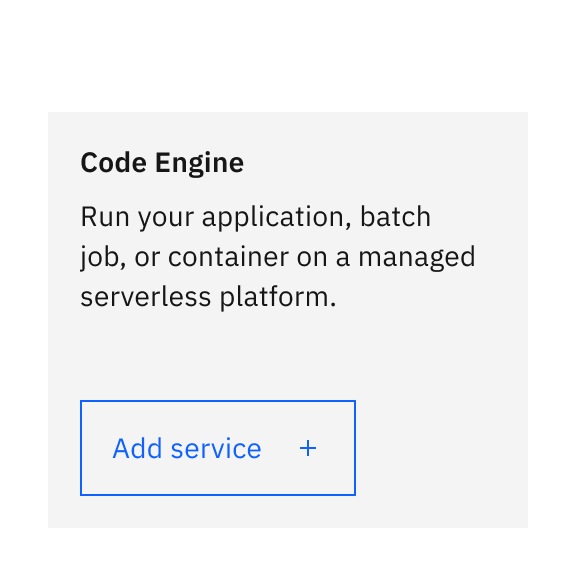 Code Engine
Run your application, batch
job, or container on a managed
serverless platform.
Add service +